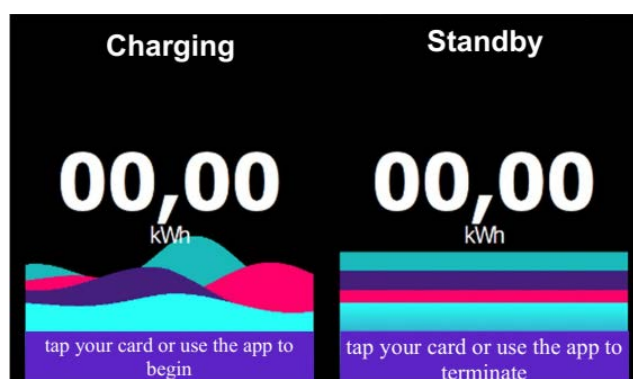 Charging
00,00
kWh
tap your card or use the app to
begin
Standby
00,00
kWh
tap your card or use the app to
terminate